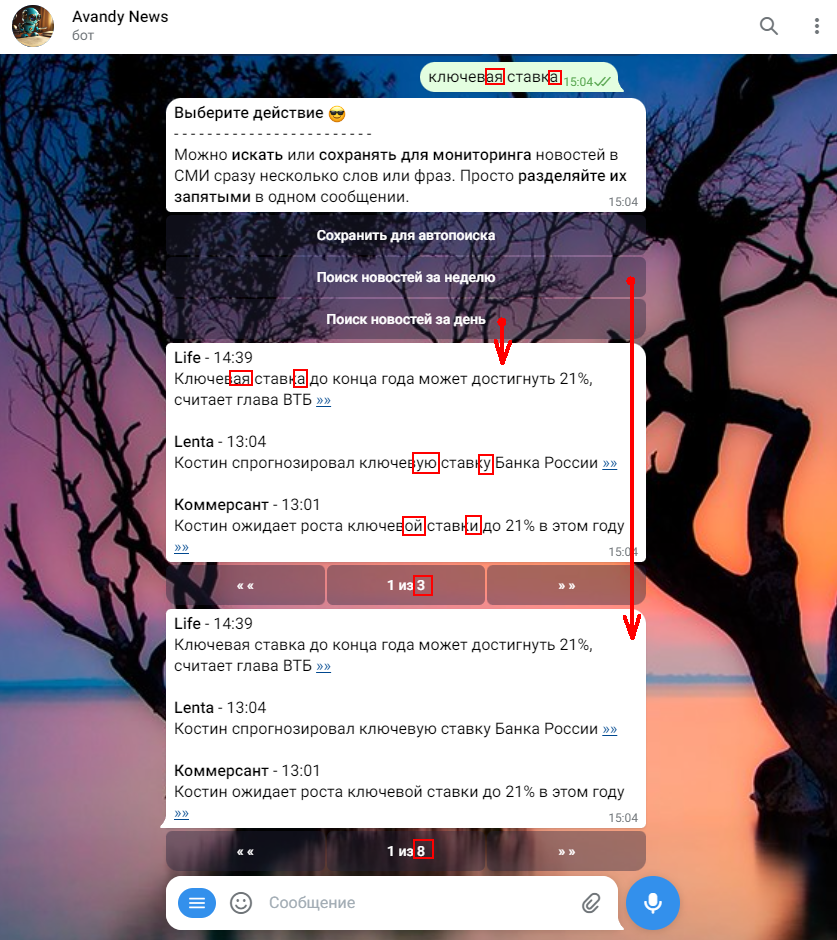 Avandy News
бот
ключевая ставка 15:04
Выберите действие 😎
- - - - - - - - - - - - - - - - - - - - - - - -
Можно искать или сохранять для мониторинга новостей в
СМИ сразу несколько слов или фраз. Просто разделяйте их
запятыми в одном сообщении.
15:04
Сохранить для автопоиска
Поиск новостей за неделю
Поиск новостей за день
Life - 14:39
Ключевая ставка до конца года может достигнуть 21%,
считает глава ВТБ »»
Lenta - 13:04
Костин спрогнозировал ключевую ставку Банка России »»
Коммерсант - 13:01
Костин ожидает роста ключевой ставки до 21% в этом году
»»
15:04
« « 1 из 3 » »
Life - 14:39
Ключевая ставка до конца года может достигнуть 21%,
считает глава ВТБ »»
Lenta - 13:04
Костин спрогнозировал ключевую ставку Банка России »»
Коммерсант - 13:01
Костин ожидает роста ключевой ставки до 21% в этом году
»»
15:04
« « 1 из 8 » »
Сообщение